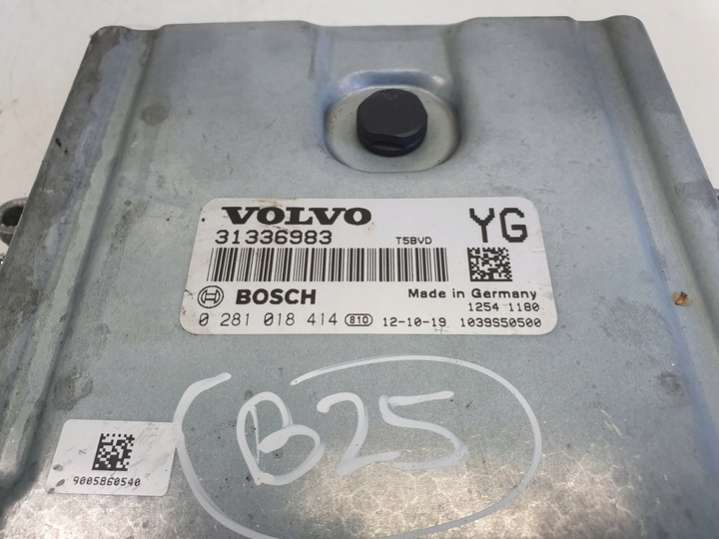 VOLVO YG
31336983 T5BVD
BOSCH Made in Germany
1254 1180
0 281 018 414 810 12-10-19 1039S50500
B25
9005860540